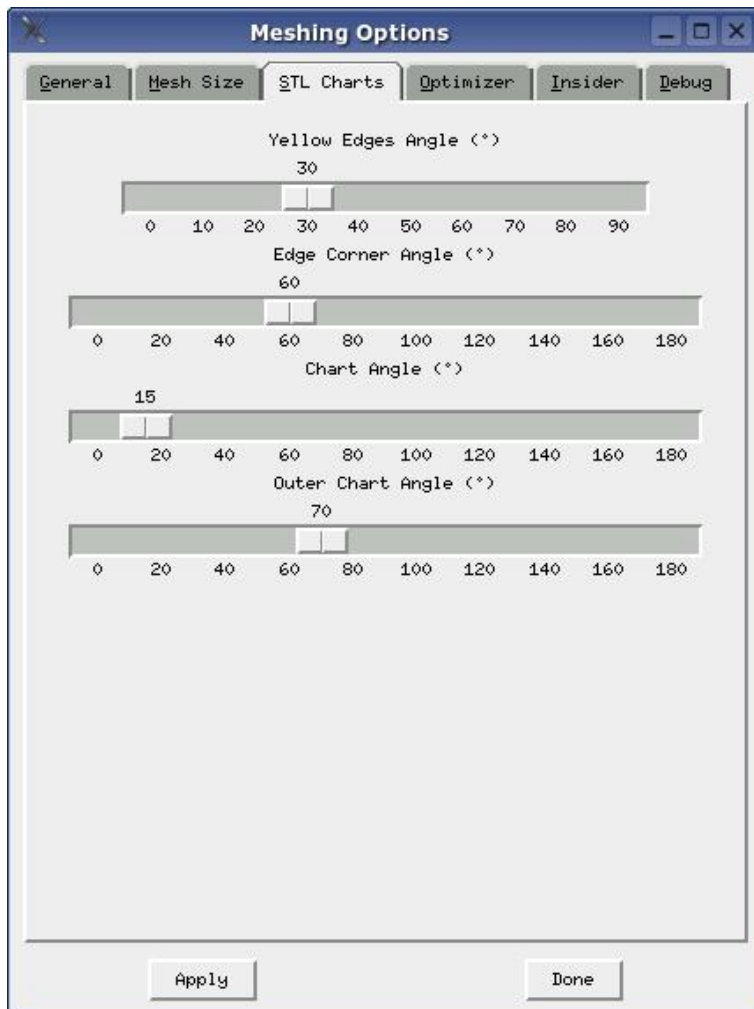 Meshing Options
General Mesh Size STL Charts Optimizer Insider Debug
Yellow Edges Angle (°)
30
0 10 20 30 40 50 60 70 80 90
Edge Corner Angle (°)
60
0 20 40 60 80 100 120 140 160 180
Chart Angle (°)
15
0 20 40 60 80 100 120 140 160 180
Outer Chart Angle (°)
70
0 20 40 60 80 100 120 140 160 180
Apply Done